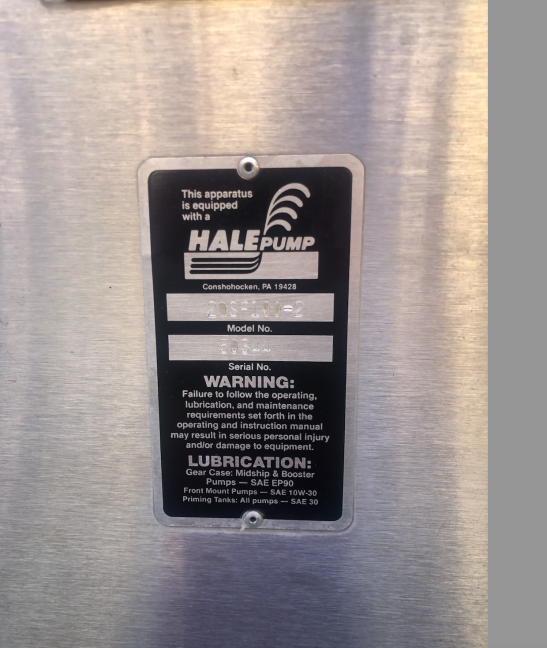 This apparatus
is equipped
with a
HALE PUMP
Conshohocken, PA 19428
Model No.
Serial No.
WARNING:
Failure to follow the operating,
lubrication, and maintenance
requirements set forth in the
operating and instruction manual
may result in serious personal injury
and/or damage to equipment.
LUBRICATION:
Gear Case: Midship & Booster
Pumps — SAE EP90
Front Mount Pumps — SAE 10W-30
Priming Tanks: All pumps — SAE 30